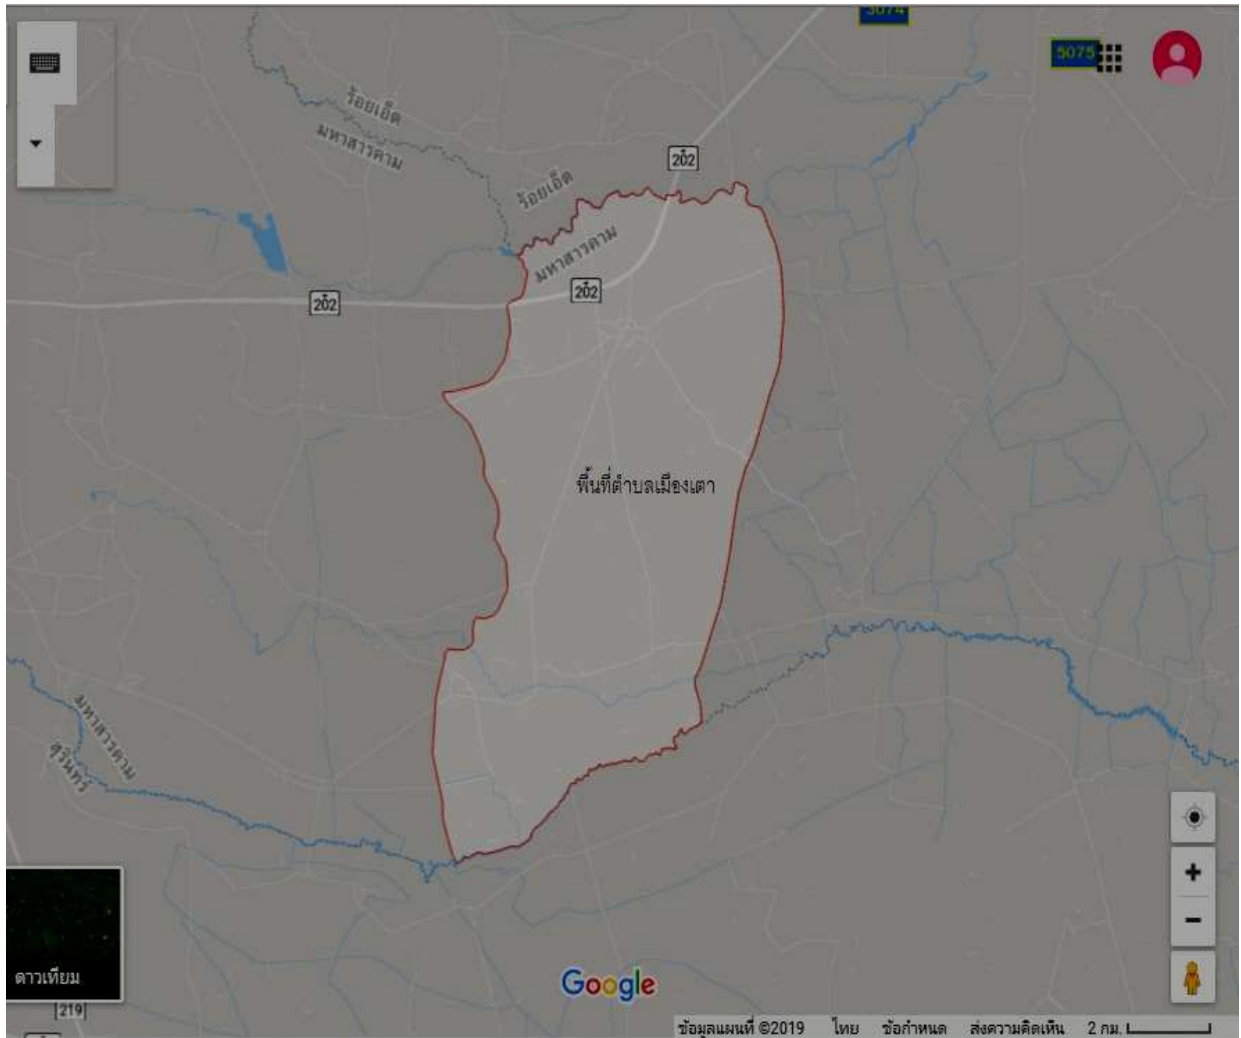 5074
5075
ร้อยเอ็ด
มหาสารคาม
202
ร้อยเอ็ด
มหาสารคาม
202
202
พื้นที่ตำบลเมืองเตา
มหาสารคาม
สุรินทร์
ดาวเทียม
219
Google
ข้อมูลแผนที่ ©2019 ไทย ข้อกำหนด ส่งความคิดเห็น 2 กม.